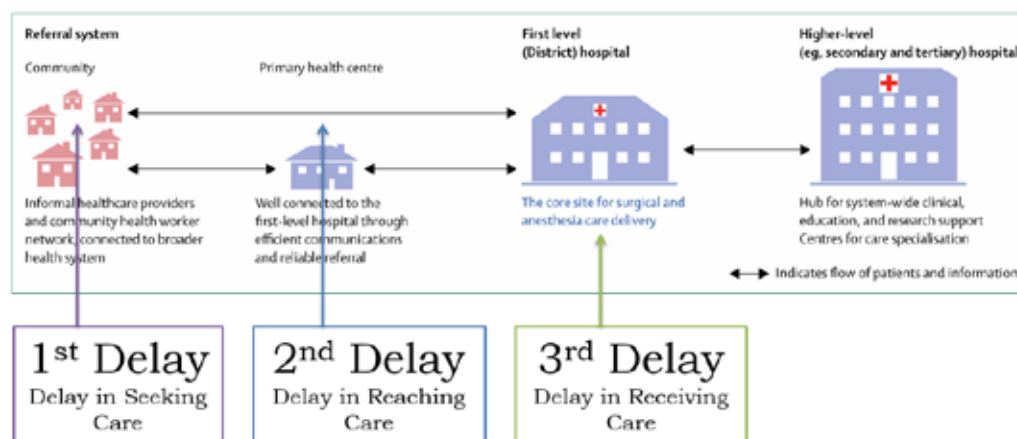 Referral system
Community
Primary health centre
First level
(District) hospital
Higher-level
(eg, secondary and tertiary) hospital
Informal healthcare providers
and community health worker
network, connected to broader
health system
Well connected to the
first-level hospital through
efficient communications
and reliable referral
The core site for surgical and
anesthesia care delivery
Hub for system-wide clinical,
education, and research support
Centres for care specialisation
Indicates flow of patients and information
1st Delay
Delay in Seeking
Care
2nd Delay
Delay in Reaching
Care
3rd Delay
Delay in Receiving
Care